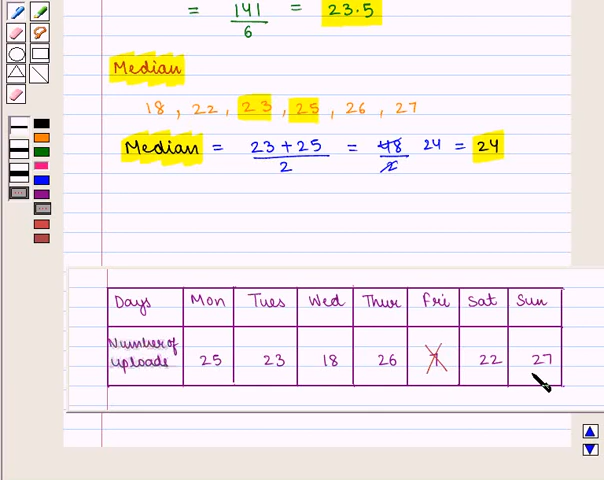 = 141 = 23.5
6
Median
18 , 22 , 23 , 25 , 26 , 27
Median = 23 + 25 = 48 24 = 24
2 2
Days Mon Tues Wed Thur Fri Sat Sun
Number of uploads 25 23 18 26 7 22 27